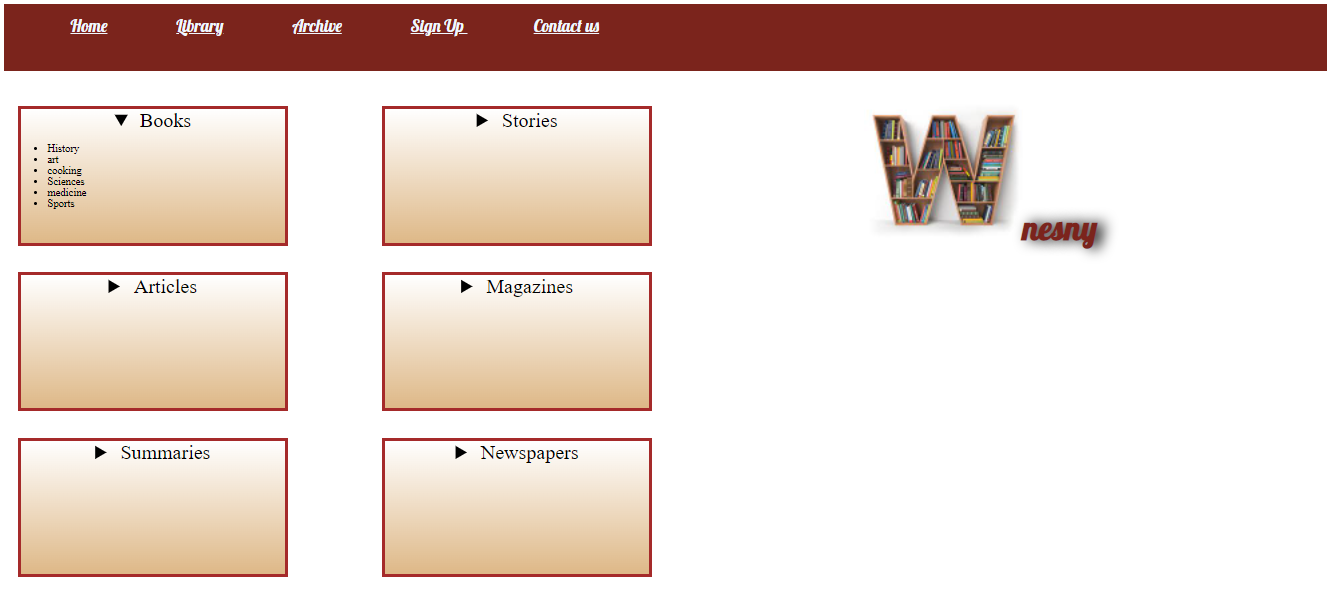 Home Library Archive Sign Up Contact us
▼ Books
History
art
cooking
Sciences
medicine
Sports
▶ Stories
W nesny
▶ Articles
▶ Magazines
▶ Summaries
▶ Newspapers